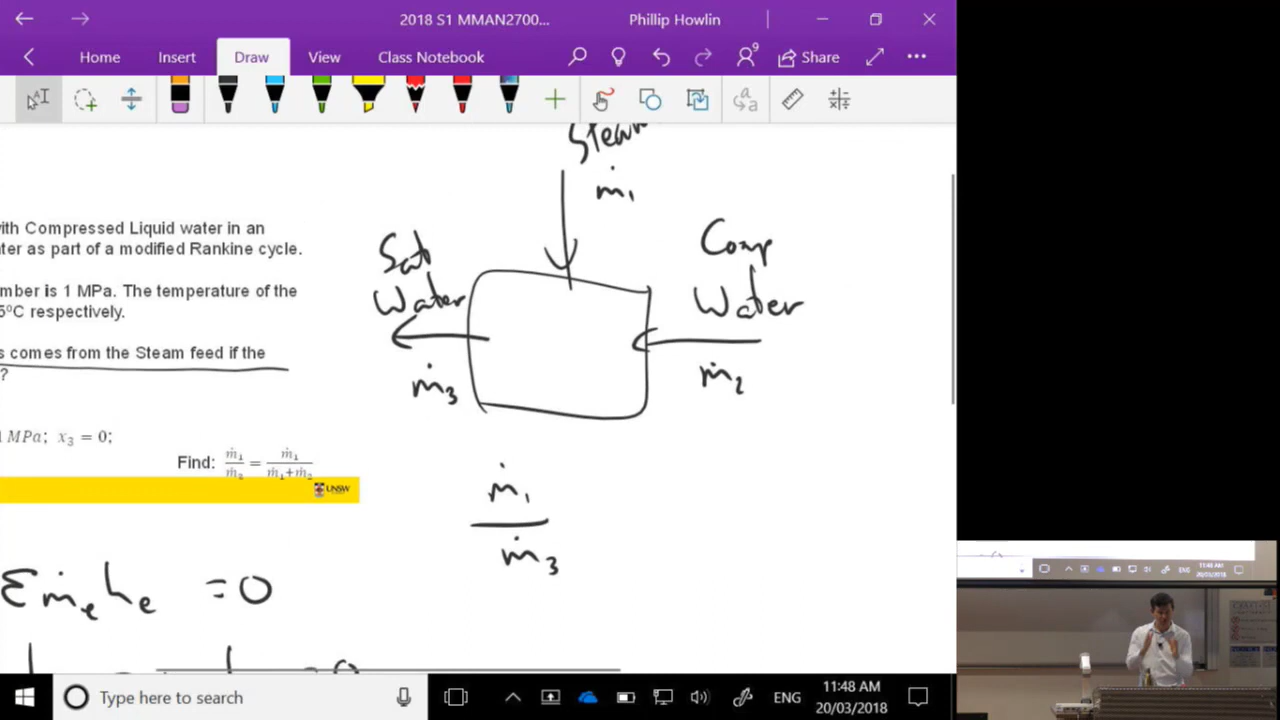 2018 S1 MMAN2700...
Phillip Howlin
Home
Insert
Draw
View
Class Notebook
9
Share
Steam
ṁ₁
with Compressed Liquid water in an
ter as part of a modified Rankine cycle.
mber is 1 MPa. The temperature of the
5°C respectively.
s comes from the Steam feed if the
?
MPa; x₃ = 0;
Find: ṁ₁/ṁ₃ = ṁ₁/(ṁ₁+ṁ₂)
UNSW
Sat
Water
ṁ₃
Comp
Water
ṁ₂
ṁ₁
ṁ₃
Σṁₑhₑ = 0
Type here to search
ENG
11:48 AM
20/03/2018